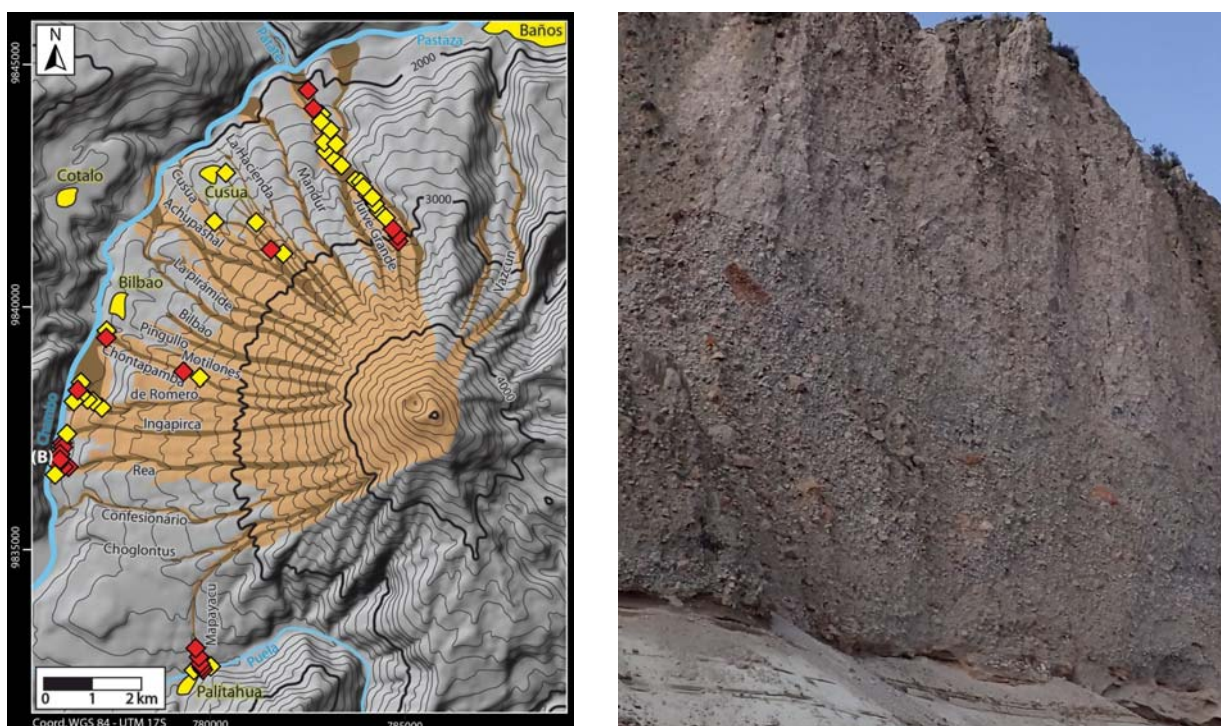 N
Baños
Pastaza
Patate
9845000
2000
La Hacienda
Cotalo
Cusua
Cusúa
Mandur
3000
Achupashal
Juive Grande
Vazcún
La pirámide
Bilbao
Bilbao
9840000
Pingullo
Motilones
Chontapamba
de Romero
4000
Chambo
Ingapirca
(B)
Rea
Confesionario
Choglontus
9835000
Mapayacu
Puela
0 1 2 km
Palitahua
Coord.WGS 84 - UTM 17S 780000 785000